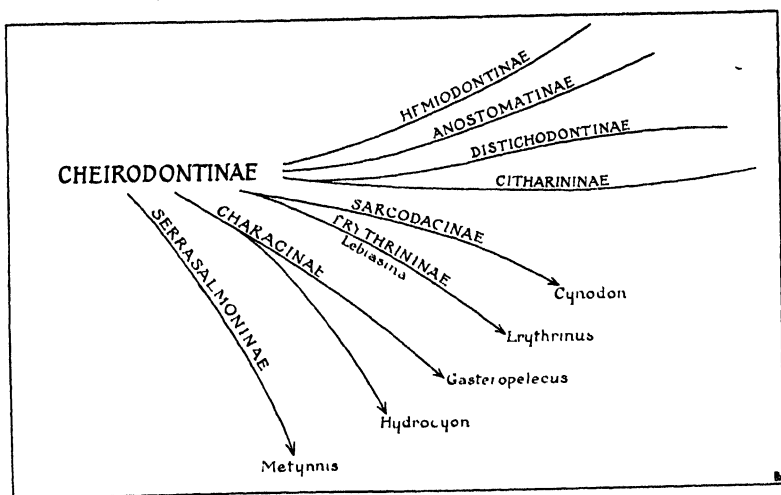 HEMIODONTINAE
ANOSTOMATINAE
DISTICHODONTINAE
CHEIRODONTINAE
CITHARININAE
SARCODACINAE
ERYTHRININAE
Lebiasina
CHARACINAE
SERRASALMONINAE
Cynodon
Erythrinus
Gasteropelecus
Hydrocyon
Metynnis